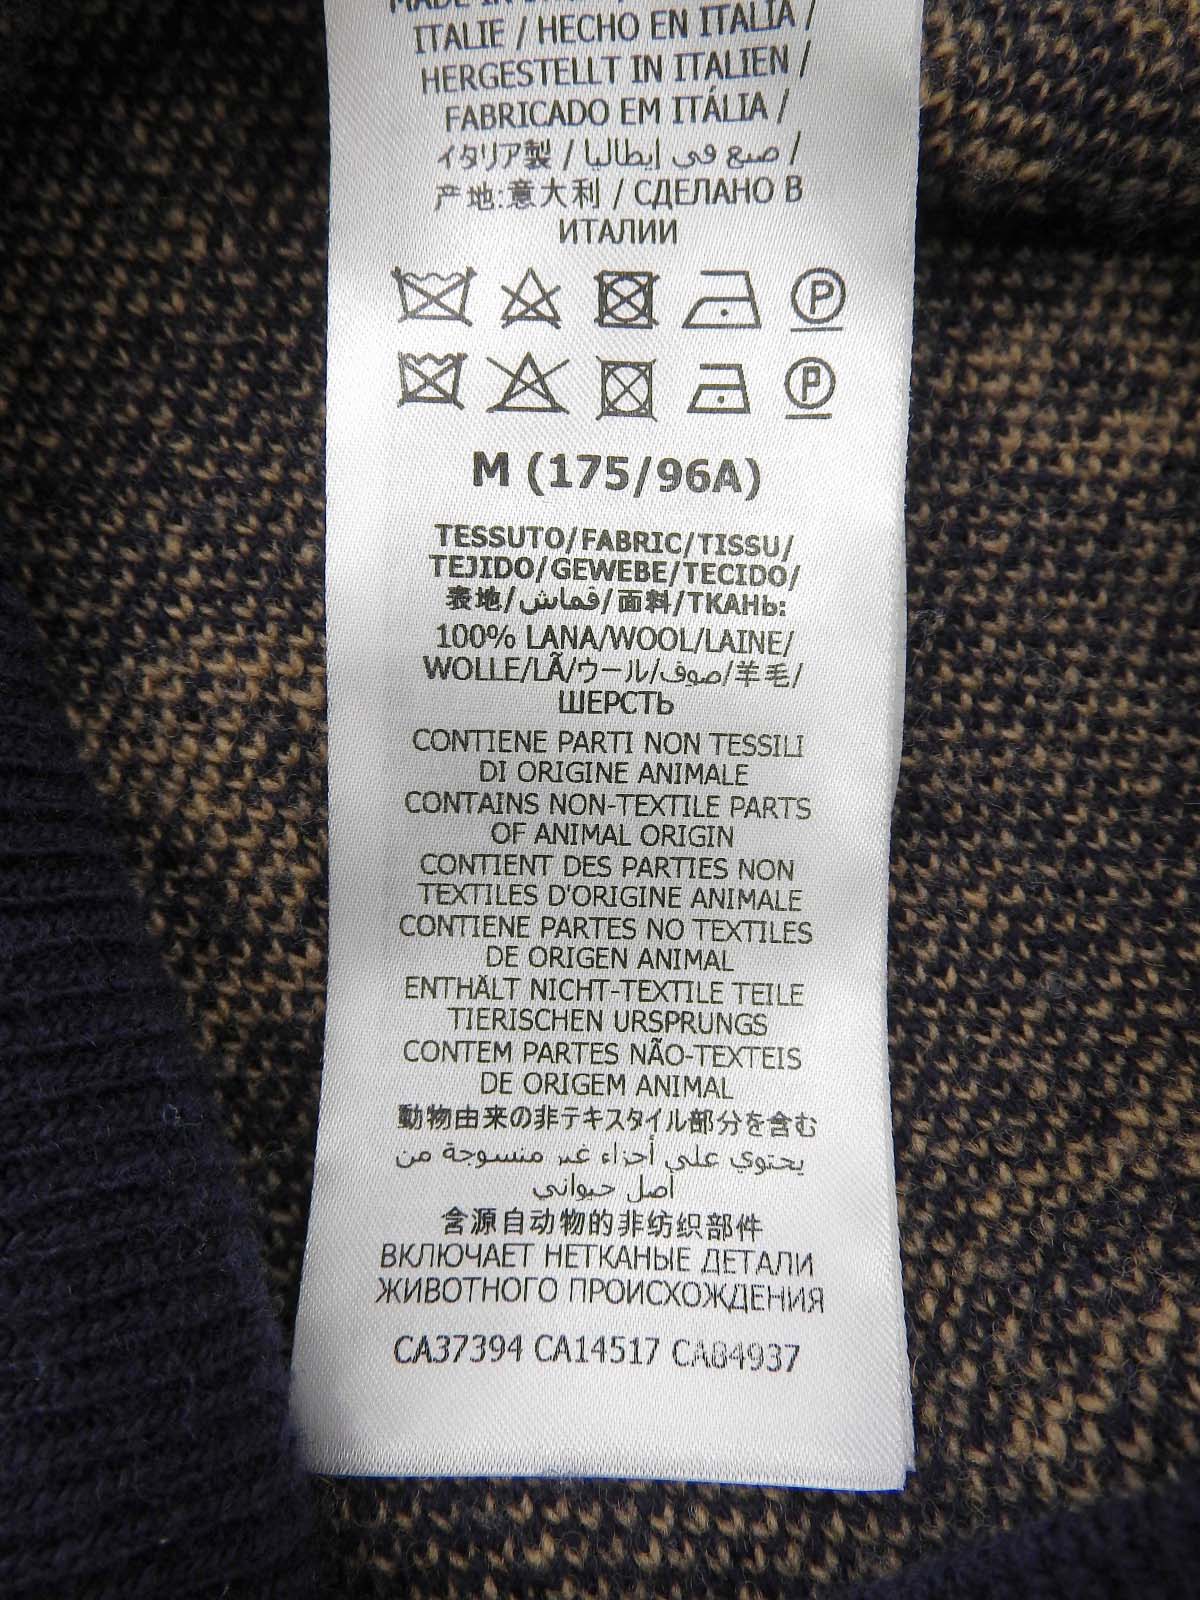 MADE IN
ITALIE / HECHO EN ITALIA /
HERGESTELLT IN ITALIEN /
FABRICADO EM ITÁLIA /
イタリア製 / صنع في إيطاليا /
产地:意大利 / СДЕЛАНО В
ИТАЛИИ
P
P
M (175/96A)
TESSUTO/FABRIC/TISSU/
TEJIDO/GEWEBE/TECIDO/
表地/قماش/面料/ТКАНЬ:
100% LANA/WOOL/LAINE/
WOLLE/LÃ/ウール/صوف/羊毛/
ШЕРСТЬ
CONTIENE PARTI NON TESSILI
DI ORIGINE ANIMALE
CONTAINS NON-TEXTILE PARTS
OF ANIMAL ORIGIN
CONTIENT DES PARTIES NON
TEXTILES D'ORIGINE ANIMALE
CONTIENE PARTES NO TEXTILES
DE ORIGEN ANIMAL
ENTHÄLT NICHT-TEXTILE TEILE
TIERISCHEN URSPRUNGS
CONTEM PARTES NÃO-TEXTEIS
DE ORIGEM ANIMAL
動物由来の非テキスタイル部分を含む
يحتوي على أجزاء غير منسوجة من
اصل حيواني
含源自动物的非纺织部件
ВКЛЮЧАЕТ НЕТКАНЫЕ ДЕТАЛИ
ЖИВОТНОГО ПРОИСХОЖДЕНИЯ
CA37394 CA14517 CA84937